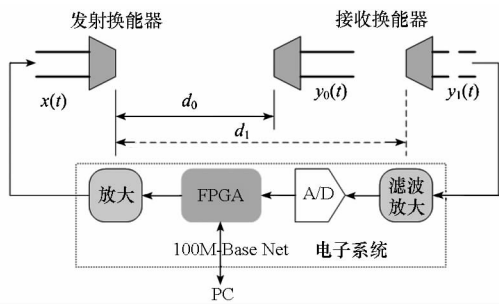 发射换能器
接收换能器
x(t)
d0
y0(t)
y1(t)
d1
放大
FPGA
A/D
滤波
放大
100M-Base Net
电子系统
PC